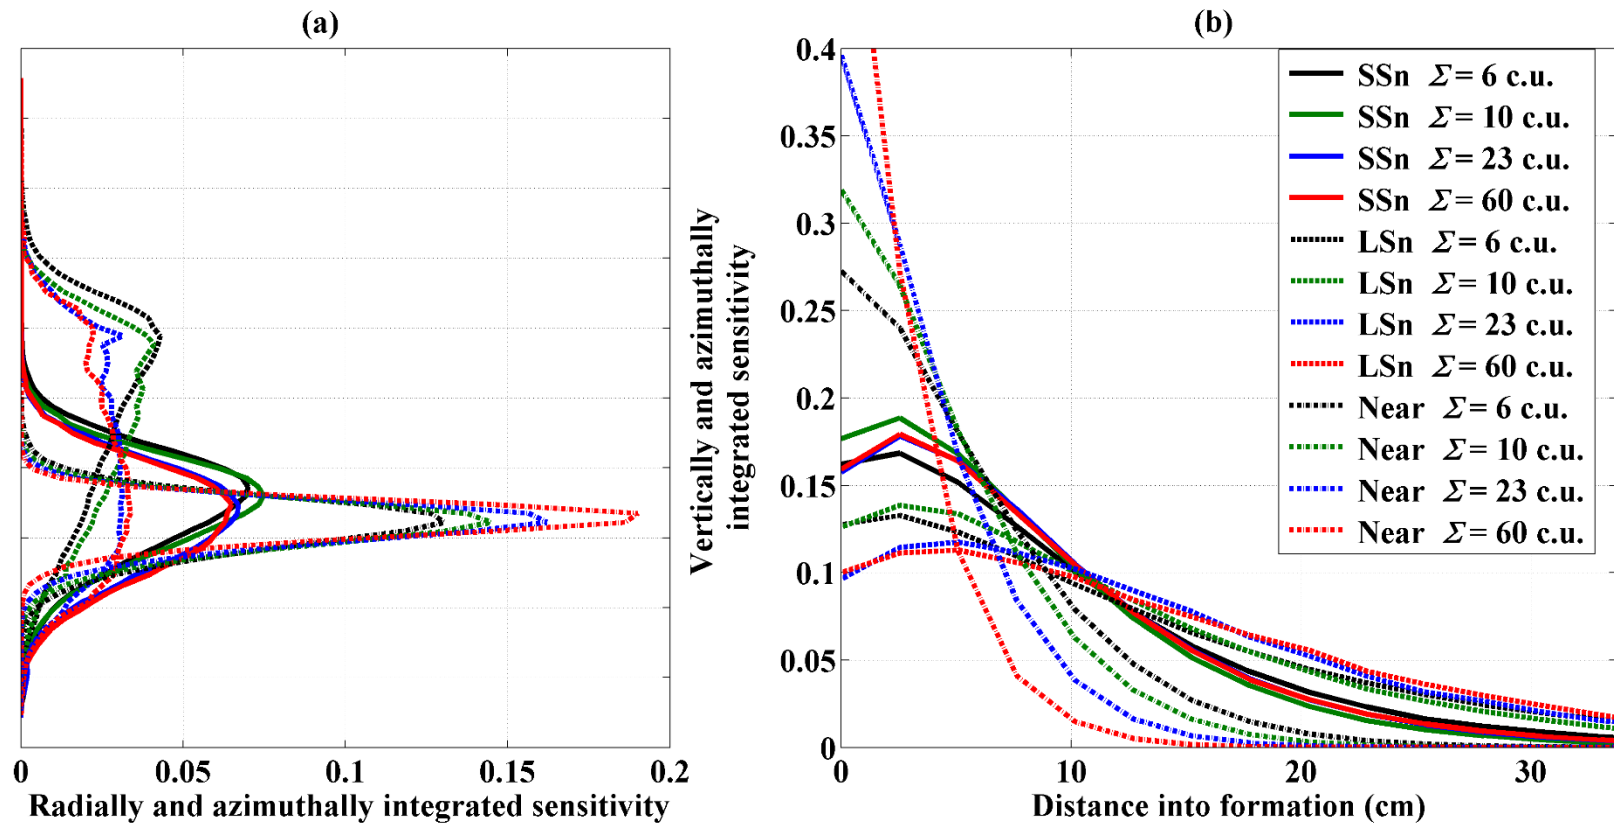 (a)
0
0.05
0.1
0.15
0.2
Radially and azimuthally integrated sensitivity
(b)
Vertically and azimuthally
integrated sensitivity
0.4
0.35
0.3
0.25
0.2
0.15
0.1
0.05
0
0
10
20
30
Distance into formation (cm)
SSn Σ = 6 c.u.
SSn Σ = 10 c.u.
SSn Σ = 23 c.u.
SSn Σ = 60 c.u.
LSn Σ = 6 c.u.
LSn Σ = 10 c.u.
LSn Σ = 23 c.u.
LSn Σ = 60 c.u.
Near Σ = 6 c.u.
Near Σ = 10 c.u.
Near Σ = 23 c.u.
Near Σ = 60 c.u.